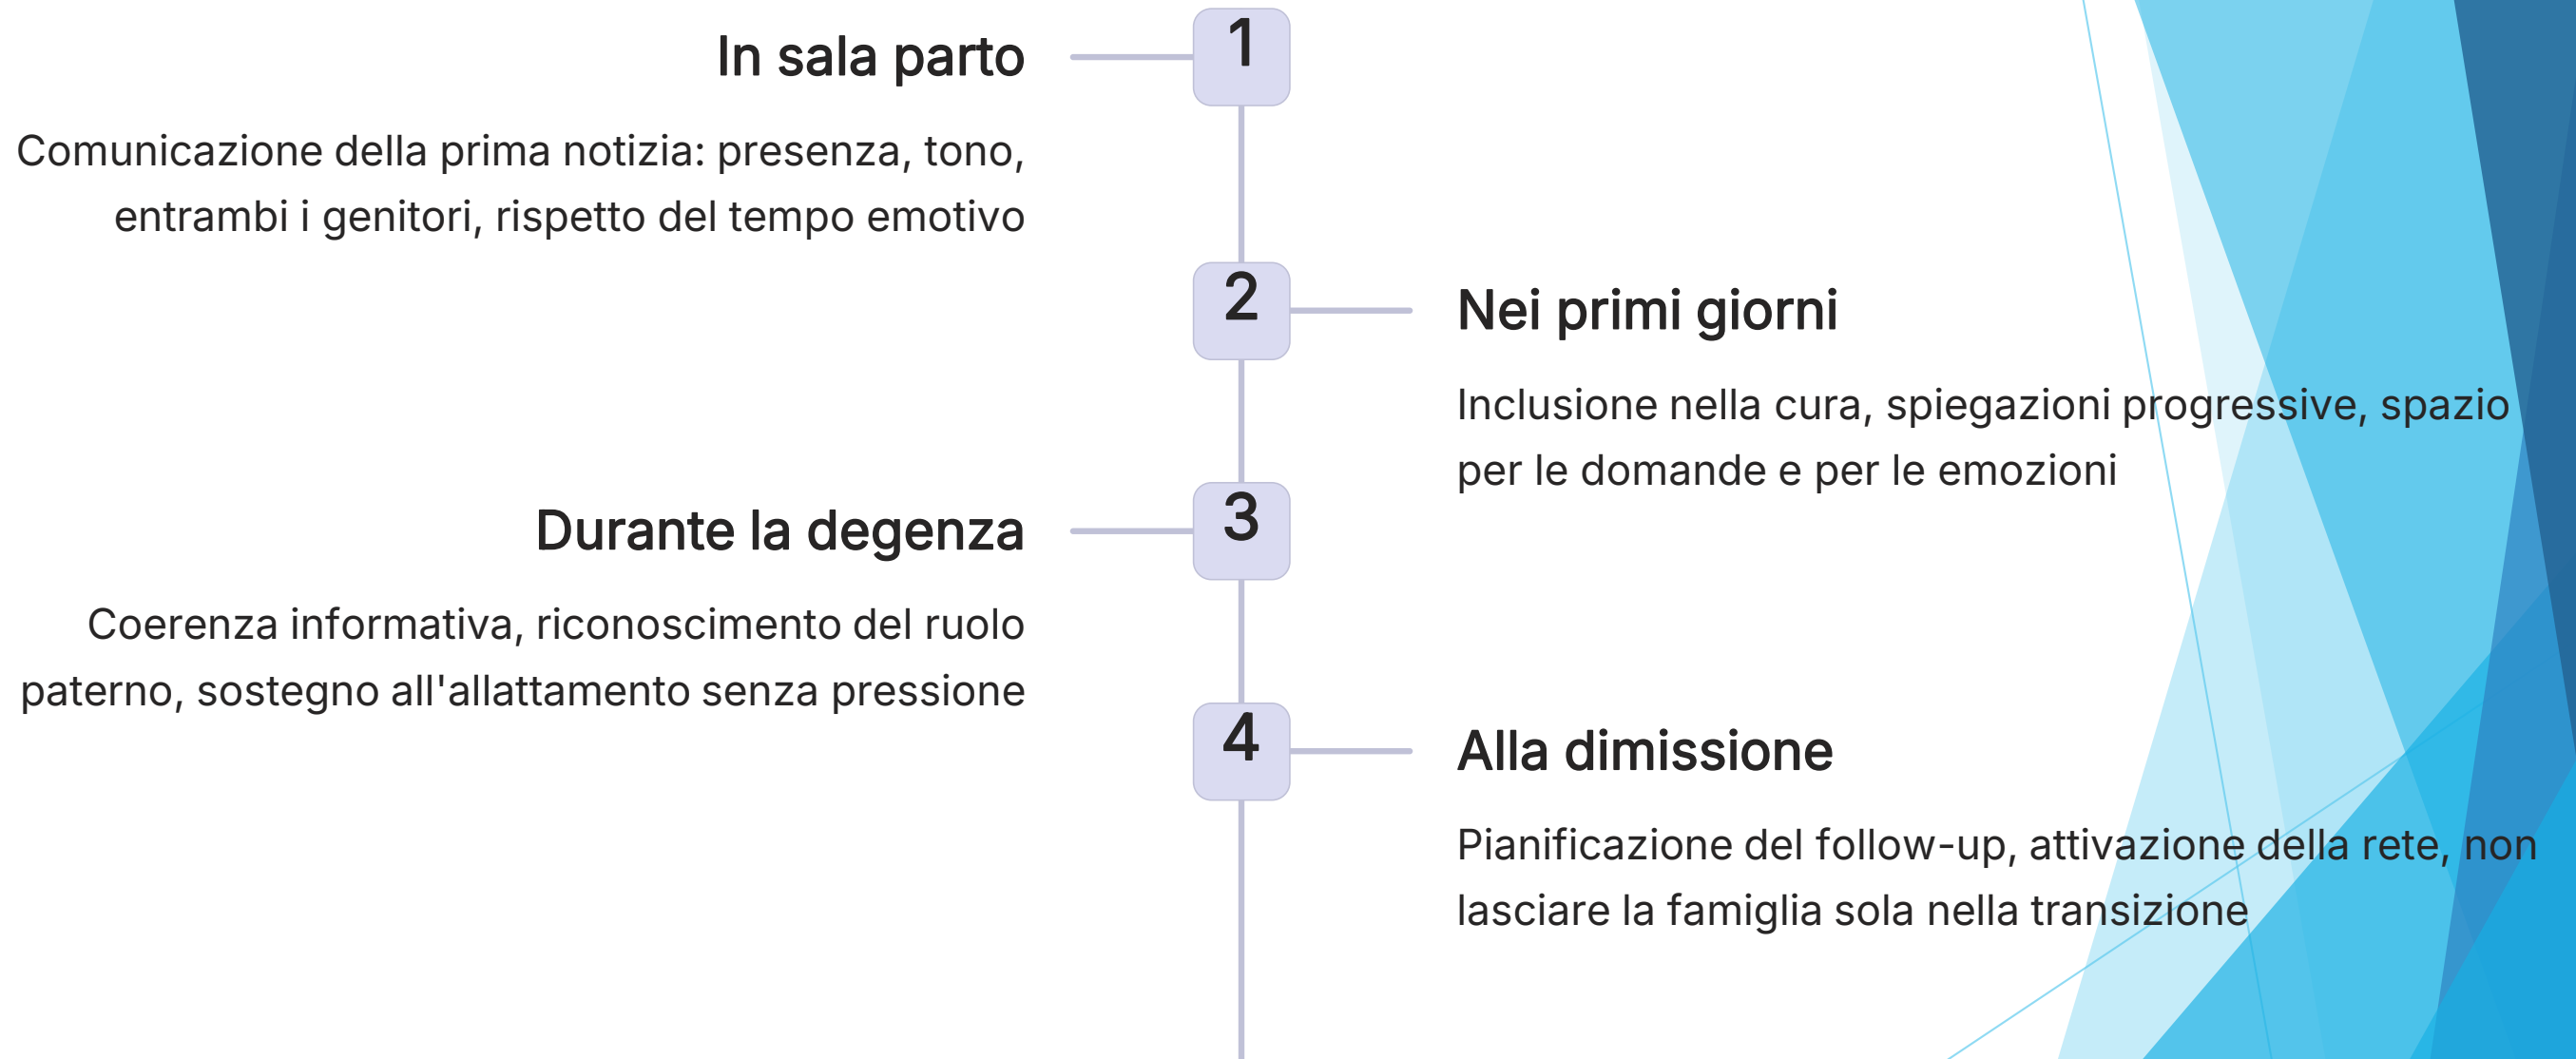 1
In sala parto
Comunicazione della prima notizia: presenza, tono,
entrambi i genitori, rispetto del tempo emotivo
2
Nei primi giorni
Inclusione nella cura, spiegazioni progressive, spazio
per le domande e per le emozioni
3
Durante la degenza
Coerenza informativa, riconoscimento del ruolo
paterno, sostegno all'allattamento senza pressione
4
Alla dimissione
Pianificazione del follow-up, attivazione della rete, non
lasciare la famiglia sola nella transizione